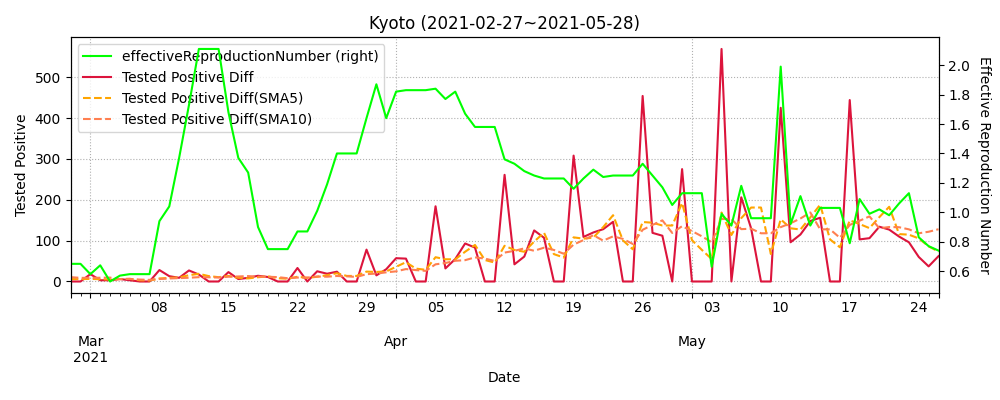 Kyoto (2021-02-27~2021-05-28)
effectiveReproductionNumber (right)
Tested Positive Diff
Tested Positive Diff(SMA5)
Tested Positive Diff(SMA10)
Tested Positive
500
400
300
200
100
0
2.0
1.8
1.6
1.4
1.2
1.0
0.8
0.6
Effective Reproduction Number
08 15 22 29 05 12 19 26 03 10 17 24
Mar Apr May
2021
Date